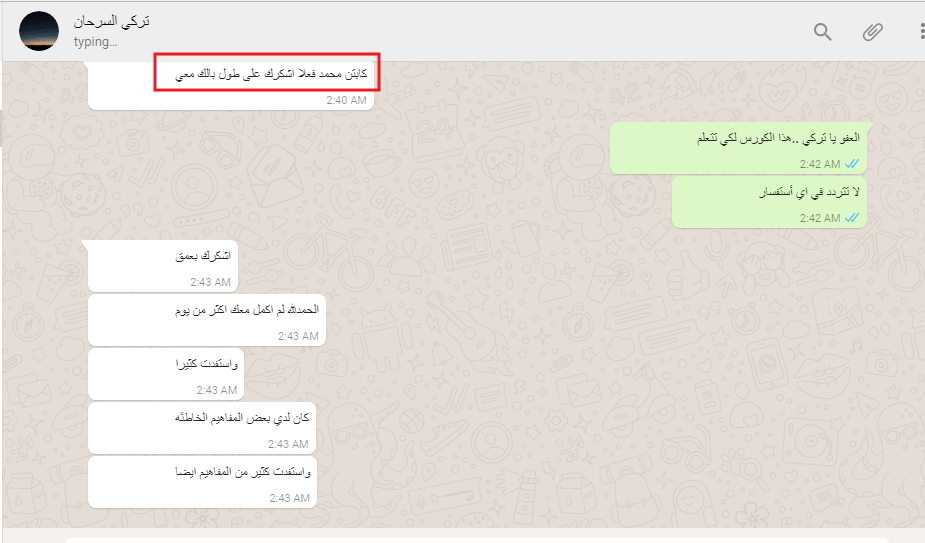 تركي السرحان
typing...
كابتن محمد فعلا اشكرك على طول بالك معي
2:40 AM
العفو يا تركي ..هذا الكورس لكي تتعلم
2:42 AM
لا تتردد في اي أستفسار
2:42 AM
اشكرك بعمق
2:43 AM
الحمدلله لم اكمل معك اكثر من يوم
2:43 AM
واستفدت كثيرا
2:43 AM
كان لدي بعض المفاهيم الخاطئه
2:43 AM
واستفدت كثير من المفاهيم ايضا
2:43 AM